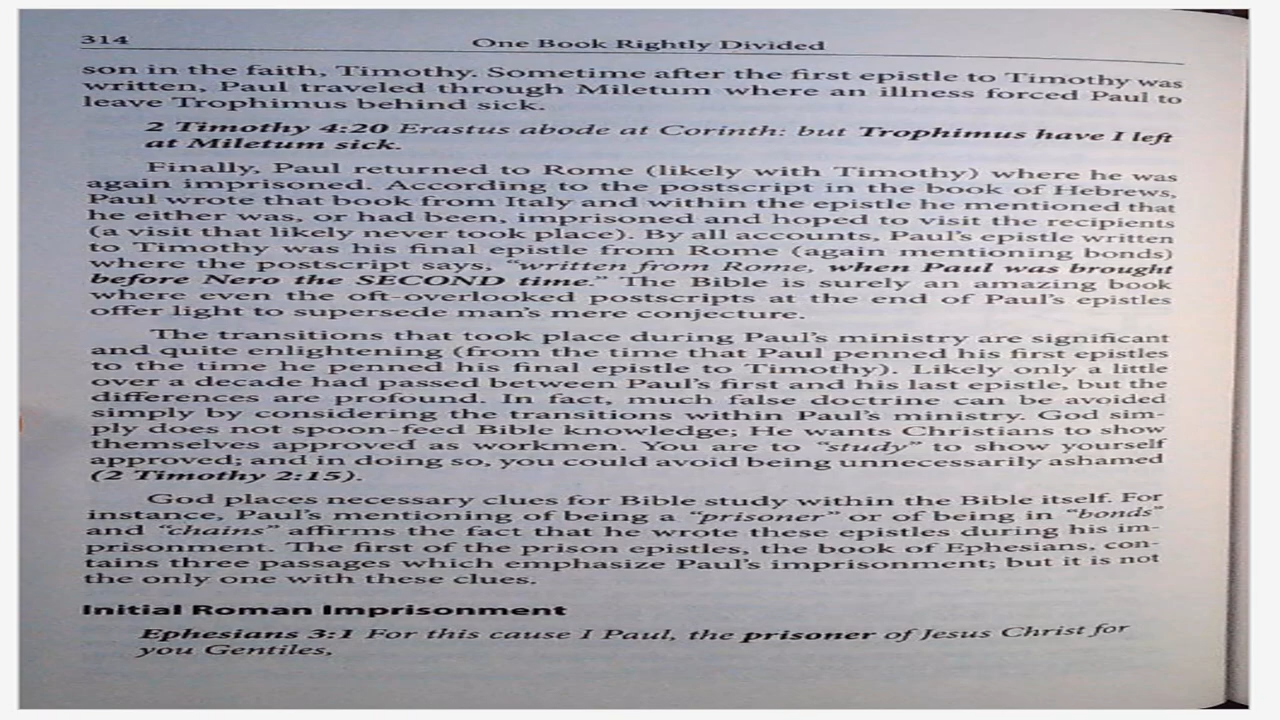 314
One Book Rightly Divided
son in the faith, Timothy. Sometime after the first epistle to Timothy was
written, Paul traveled through Miletum where an illness forced Paul to
leave Trophimus behind sick.
2 Timothy 4:20 Erastus abode at Corinth: but Trophimus have I left
at Miletum sick.
Finally, Paul returned to Rome (likely with Timothy) where he was
again imprisoned. According to the postscript in the book of Hebrews,
Paul wrote that book from Italy and within the epistle he mentioned that
he either was, or had been, imprisoned and hoped to visit the recipients
(a visit that likely never took place). By all accounts, Paul's epistle written
to Timothy was his final epistle from Rome (again mentioning bonds)
where the postscript says, "written from Rome, when Paul was brought
before Nero the SECOND time." The Bible is surely an amazing book
where even the oft-overlooked postscripts at the end of Paul's epistles
offer light to supersede man's mere conjecture.
The transitions that took place during Paul's ministry are significant
and quite enlightening (from the time that Paul penned his first epistles
to the time he penned his final epistle to Timothy). Likely only a little
over a decade had passed between Paul's first and his last epistle, but the
differences are profound. In fact, much false doctrine can be avoided
simply by considering the transitions within Paul's ministry. God sim-
ply does not spoon-feed Bible knowledge; He wants Christians to show
themselves approved as workmen. You are to "study" to show yourself
approved; and in doing so, you could avoid being unnecessarily ashamed
(2 Timothy 2:15).
God places necessary clues for Bible study within the Bible itself. For
instance, Paul's mentioning of being a "prisoner" or of being in "bonds"
and "chains" affirms the fact that he wrote these epistles during his im-
prisonment. The first of the prison epistles, the book of Ephesians, con-
tains three passages which emphasize Paul's imprisonment; but it is not
the only one with these clues.
Initial Roman Imprisonment
Ephesians 3:1 For this cause I Paul, the prisoner of Jesus Christ for
you Gentiles,